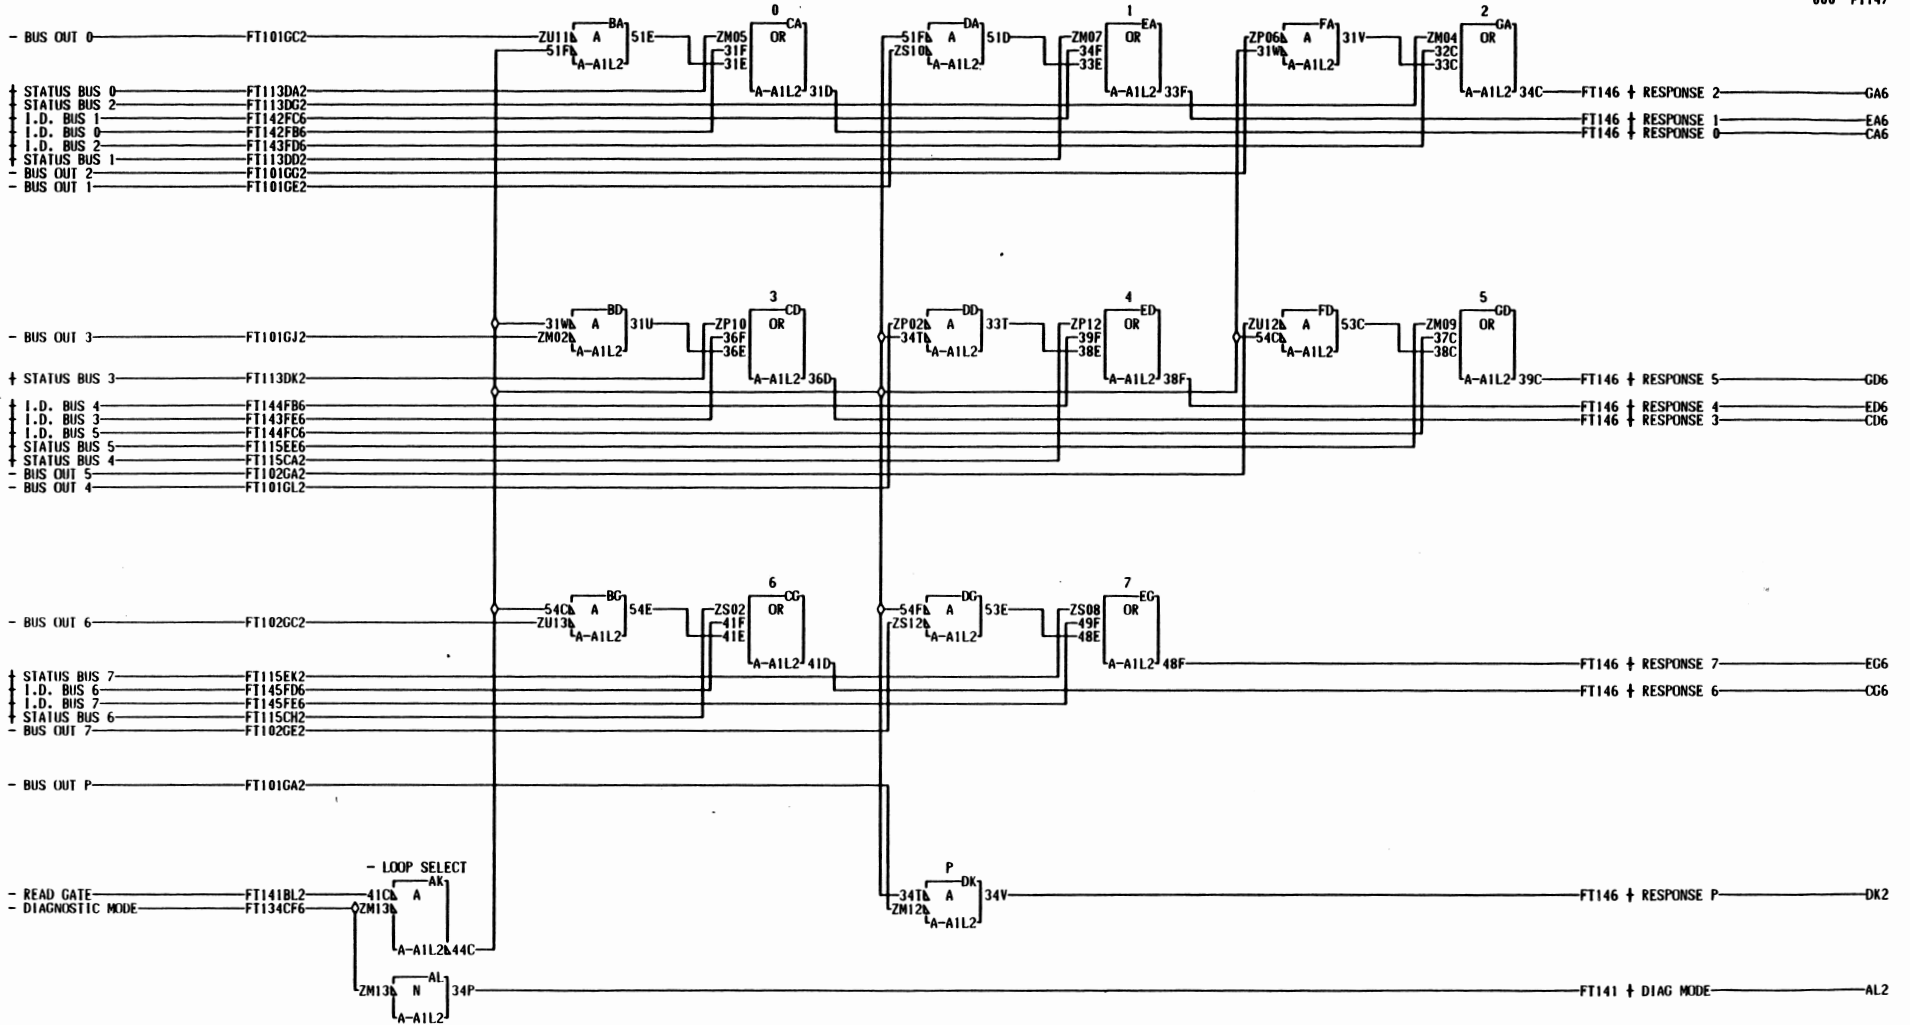 000 FT147
0 1 2
BA CA DA EA FA GA
- BUS OUT 0 FT101GC2 ZU11 A 51E ZM05 OR 51F A 51D ZM07 OR ZP06 A 31V ZM04 OR
51F 31F ZS10 34F 31W 32C
A-A1L2 31E A-A1L2 33E A-A1L2 33C
+ STATUS BUS 0 FT113DA2 A-A1L2 31D A-A1L2 33F A-A1L2 34C FT146 + RESPONSE 2 GA6
+ STATUS BUS 2 FT113DG2
+ I.D. BUS 1 FT142FC6 FT146 + RESPONSE 1 EA6
+ I.D. BUS 0 FT142FB6 FT146 + RESPONSE 0 CA6
+ I.D. BUS 2 FT143FD6
+ STATUS BUS 1 FT113DD2
- BUS OUT 2 FT101GG2
- BUS OUT 1 FT101GE2
3 4 5
BD CD DD ED FD GD
31W A 31U ZP10 OR ZP02 A 33T ZP12 OR ZU12 A 53C ZM09 OR
- BUS OUT 3 FT101GJ2 ZM02 36F 34T 39F 54C 37C
A-A1L2 36E A-A1L2 38E A-A1L2 38C
+ STATUS BUS 3 FT113DK2 A-A1L2 36D A-A1L2 38F A-A1L2 39C FT146 + RESPONSE 5 GD6
+ I.D. BUS 4 FT144FB6 FT146 + RESPONSE 4 ED6
+ I.D. BUS 3 FT143FE6 FT146 + RESPONSE 3 CD6
+ I.D. BUS 5 FT144FC6
+ STATUS BUS 5 FT115EE6
+ STATUS BUS 4 FT115CA2
- BUS OUT 5 FT102GA2
- BUS OUT 4 FT101GL2
6 7
BG CG DG EG
54C A 54E ZS02 OR 54F A 53E ZS08 OR
- BUS OUT 6 FT102GC2 ZU13 41F ZS12 49F
A-A1L2 41E A-A1L2 48E
A-A1L2 41D A-A1L2 48F FT146 + RESPONSE 7 EG6
+ STATUS BUS 7 FT115EK2
+ I.D. BUS 6 FT145FD6 FT146 + RESPONSE 6 CG6
+ I.D. BUS 7 FT145FE6
+ STATUS BUS 6 FT115CH2
- BUS OUT 7 FT102GE2
- BUS OUT P FT101GA2
- LOOP SELECT P
AK DK
- READ GATE FT141BL2 41C A 34T A 34V FT146 + RESPONSE P DK2
- DIAGNOSTIC MODE FT134CF6 ZM13 ZM12
A-A1L2
A-A1L2 44C
AL
ZM13 N 34P FT141 + DIAG MODE AL2
A-A1L2